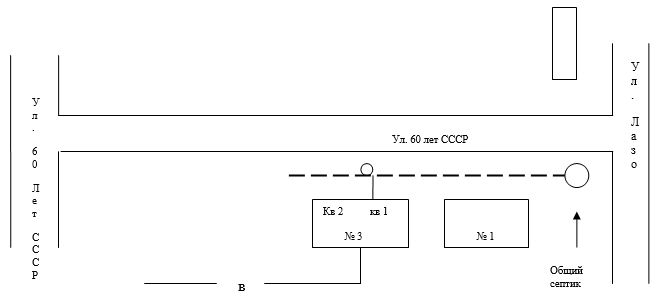 Ул. 60 Лет СССР
Ул. Лазо
Ул. 60 лет СССР
Кв 2 кв 1
№ 3
№ 1
Общий
септик
В